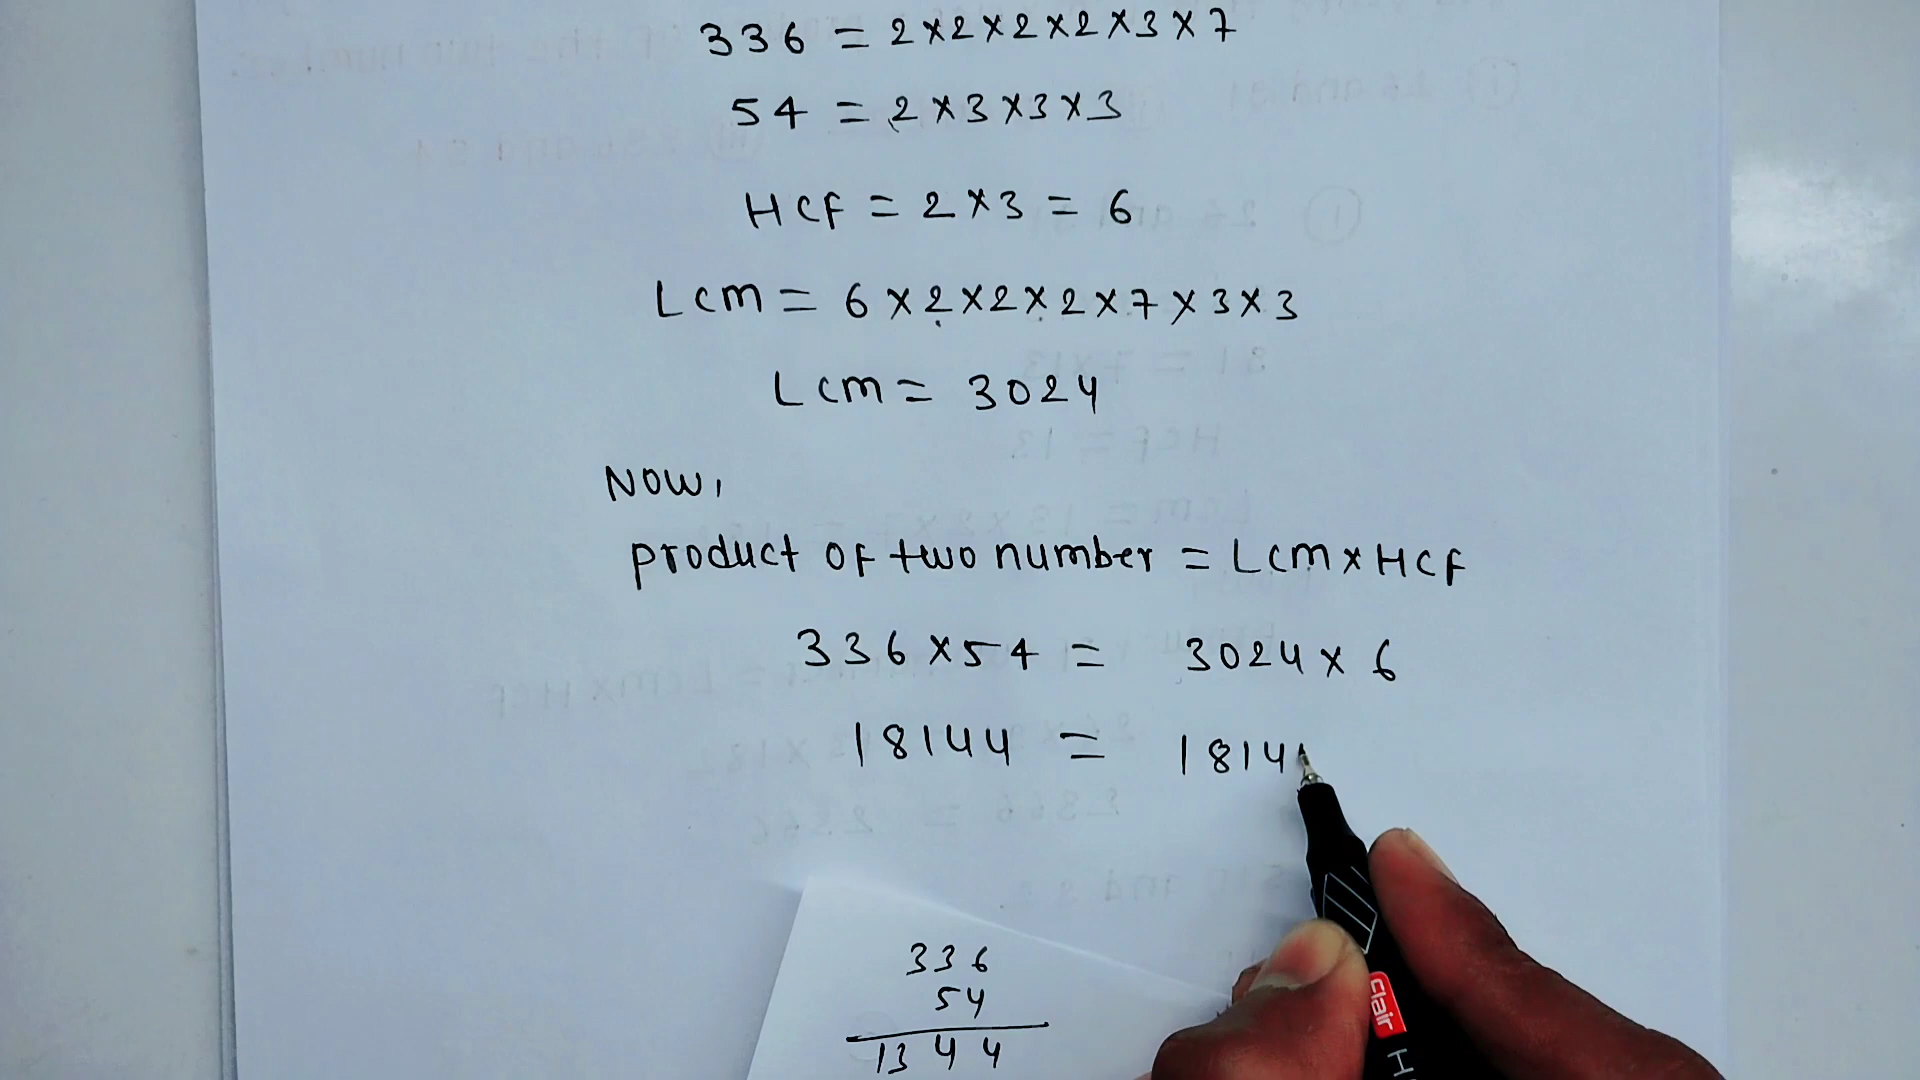 336 = 2×2×2×2×3×7
54 = 2×3×3×3
HCF = 2×3 = 6
Lcm = 6×2×2×2×7×3×3
Lcm = 3024
NOW,
product OF two number = Lcm×HCF
336×54 = 3024×6
18144 = 1814
336
54
1344
Clair
H